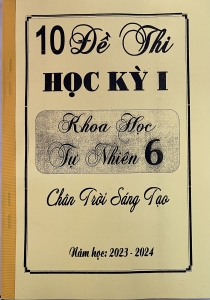 10 Đề Thi
HỌC KỲ I
Khoa Học
Tự Nhiên 6
Chân Trời Sáng Tạo
Năm học: 2023 - 2024